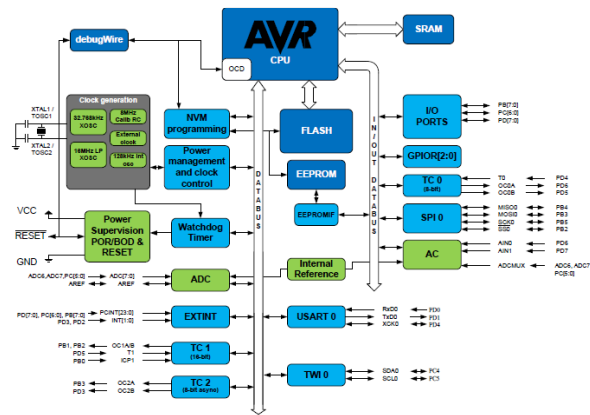 debugWire
AVR
CPU
OCD
SRAM
XTAL1 /
TOSC1
XTAL2 /
TOSC2
Clock generation
32.768kHz
XOSC
8MHz
Calib RC
External
clock
16MHz LP
XOSC
128kHz int
osc
NVM
programming
Power
management
and clock
control
FLASH
EEPROM
EEPROMIF
DATABUS
IN/OUT DATABUS
I/O
PORTS
PB[7:0]
PC[6:0]
PD[7:0]
GPIOR[2:0]
TC 0
(8-bit)
T0 PD4
OC0A PD6
OC0B PD5
SPI 0
MISO0 PB4
MOSI0 PB3
SCK0 PB5
SS0 PB2
AC
AIN0 PD6
AIN1 PD7
ADCMUX ADC6, ADC7
PC[5:0]
VCC
RESET
GND
Power
Supervision
POR/BOD &
RESET
Watchdog
Timer
Internal
Reference
ADC6,ADC7,PC[5:0] ADC[7:0]
AREF AREF
ADC
PD[7:0], PC[6:0], PB[7:0] PCINT[23:0]
PD3, PD2 INT[1:0]
EXTINT
USART 0
RxD0 PD0
TxD0 PD1
XCK0 PD4
PB1, PB2 OC1A/B
PD5 T1
PB0 ICP1
TC 1
(16-bit)
TWI 0
SDA0 PC4
SCL0 PC5
PB3 OC2A
PD3 OC2B
TC 2
(8-bit async)